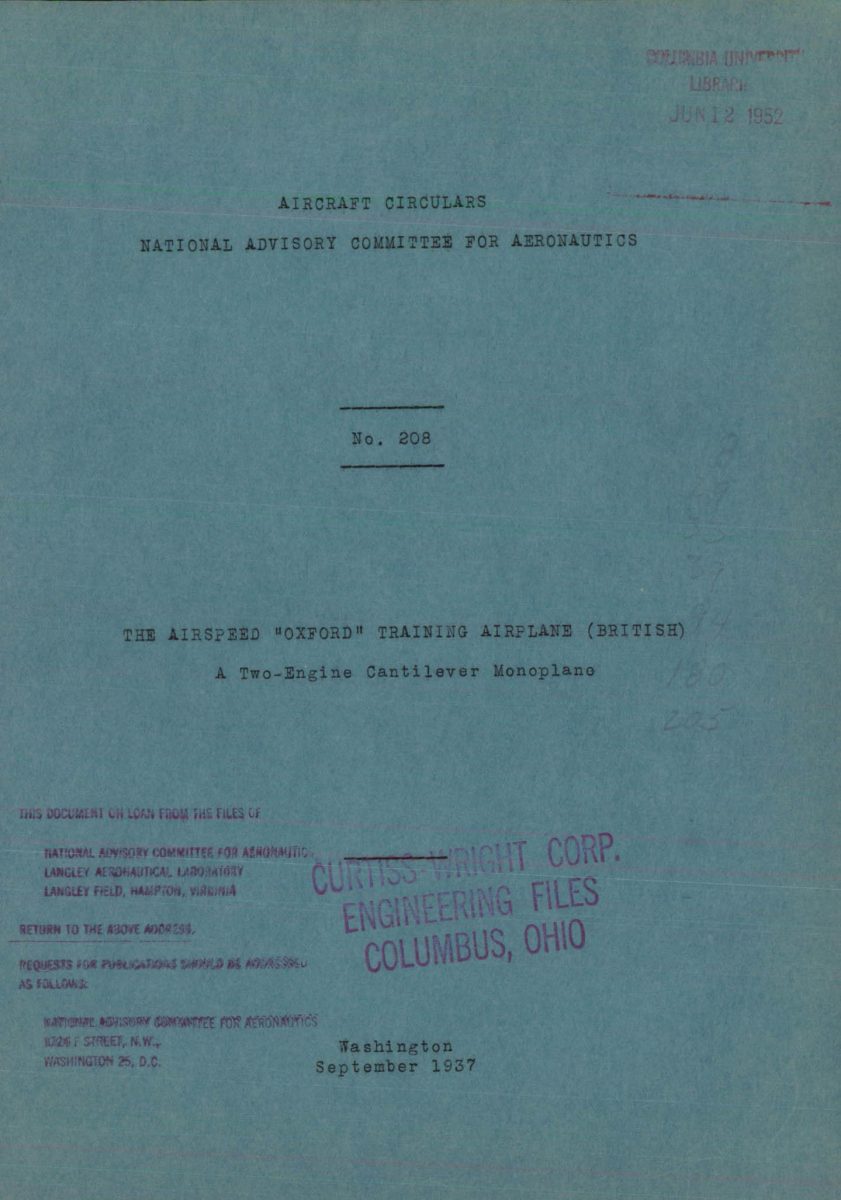 COLUMBIA UNIVERSITY
LIBRARY
JUN 12 1952
AIRCRAFT CIRCULARS
NATIONAL ADVISORY COMMITTEE FOR AERONAUTICS
No. 208
THE AIRSPEED "OXFORD" TRAINING AIRPLANE (BRITISH)
A Two-Engine Cantilever Monoplane
205
THIS DOCUMENT ON LOAN FROM THE FILES OF
NATIONAL ADVISORY COMMITTEE FOR AERONAUTICS
LANGLEY AERONAUTICAL LABORATORY
LANGLEY FIELD, HAMPTON, VIRGINIA
RETURN TO THE ABOVE ADDRESS.
REQUESTS FOR PUBLICATIONS SHOULD BE ADDRESSED
AS FOLLOWS:
NATIONAL ADVISORY COMMITTEE FOR AERONAUTICS
1724 F STREET, N.W.,
WASHINGTON 25, D.C.
CURTISS-WRIGHT CORP.
ENGINEERING FILES
COLUMBUS, OHIO
Washington
September 1937